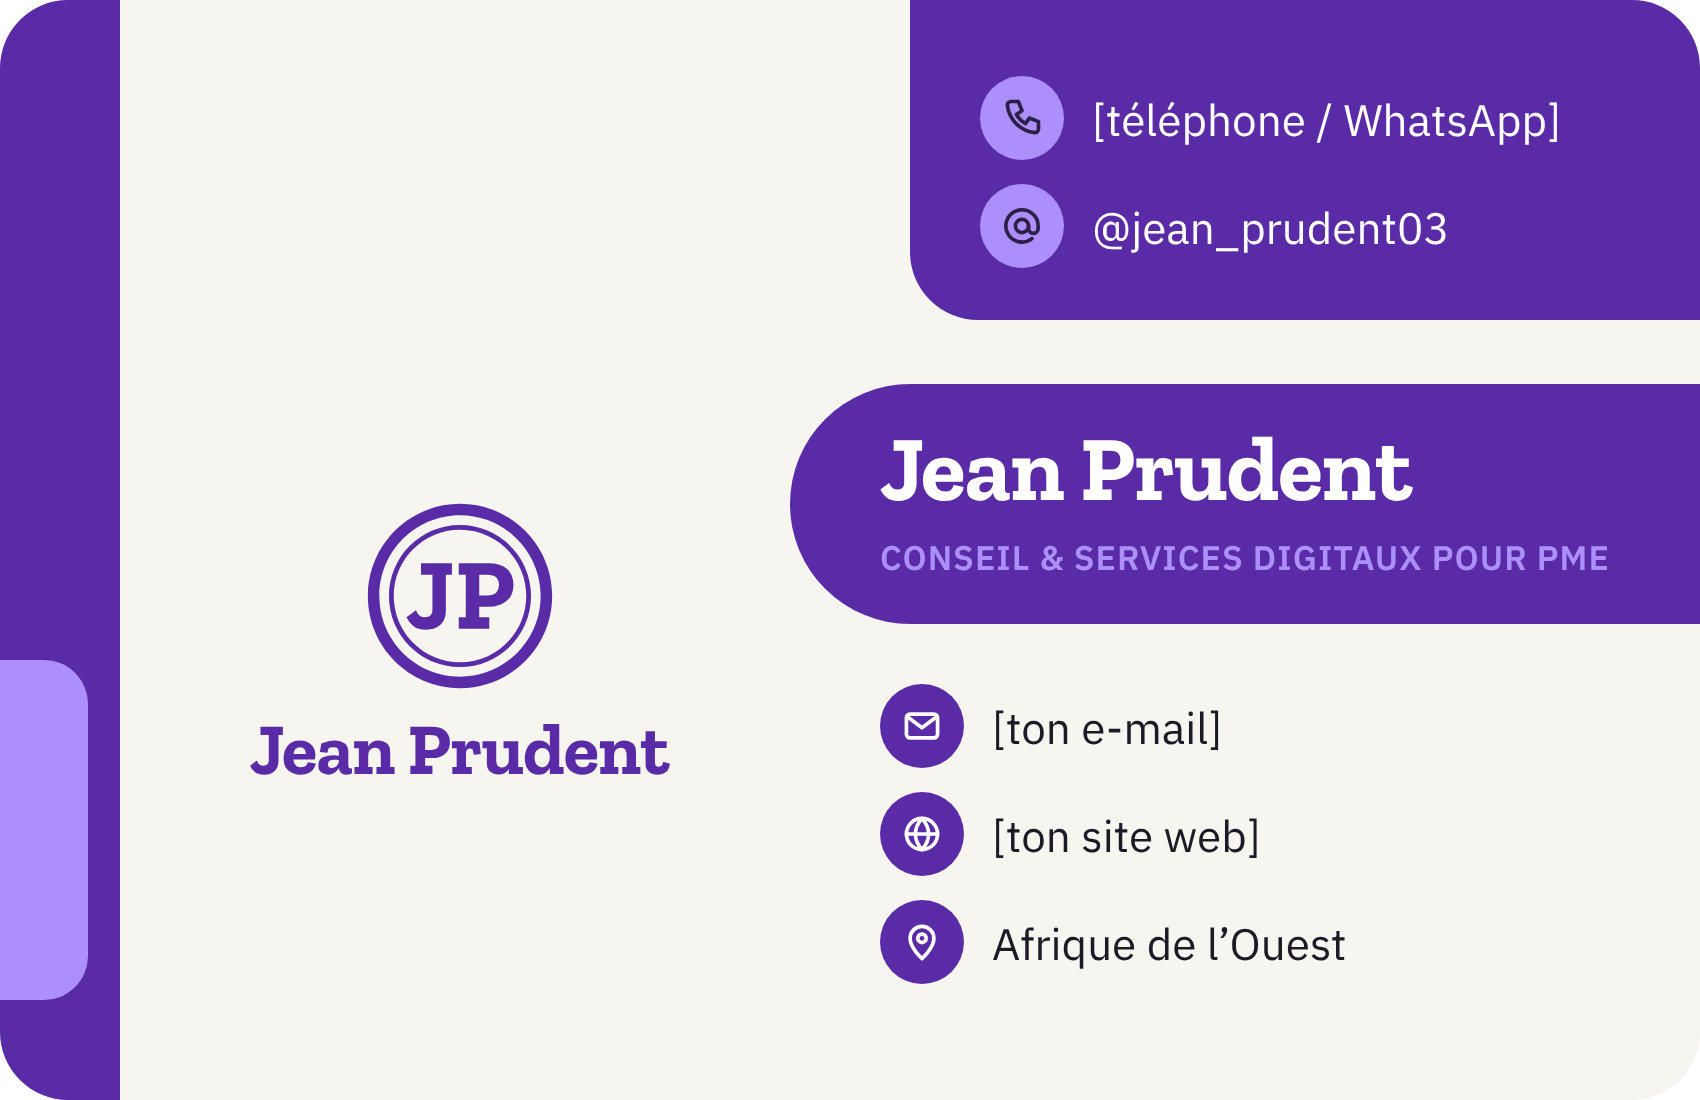 [téléphone / WhatsApp]
@jean_prudent03
Jean Prudent
CONSEIL & SERVICES DIGITAUX POUR PME
JP
Jean Prudent
[ton e-mail]
[ton site web]
Afrique de l’Ouest